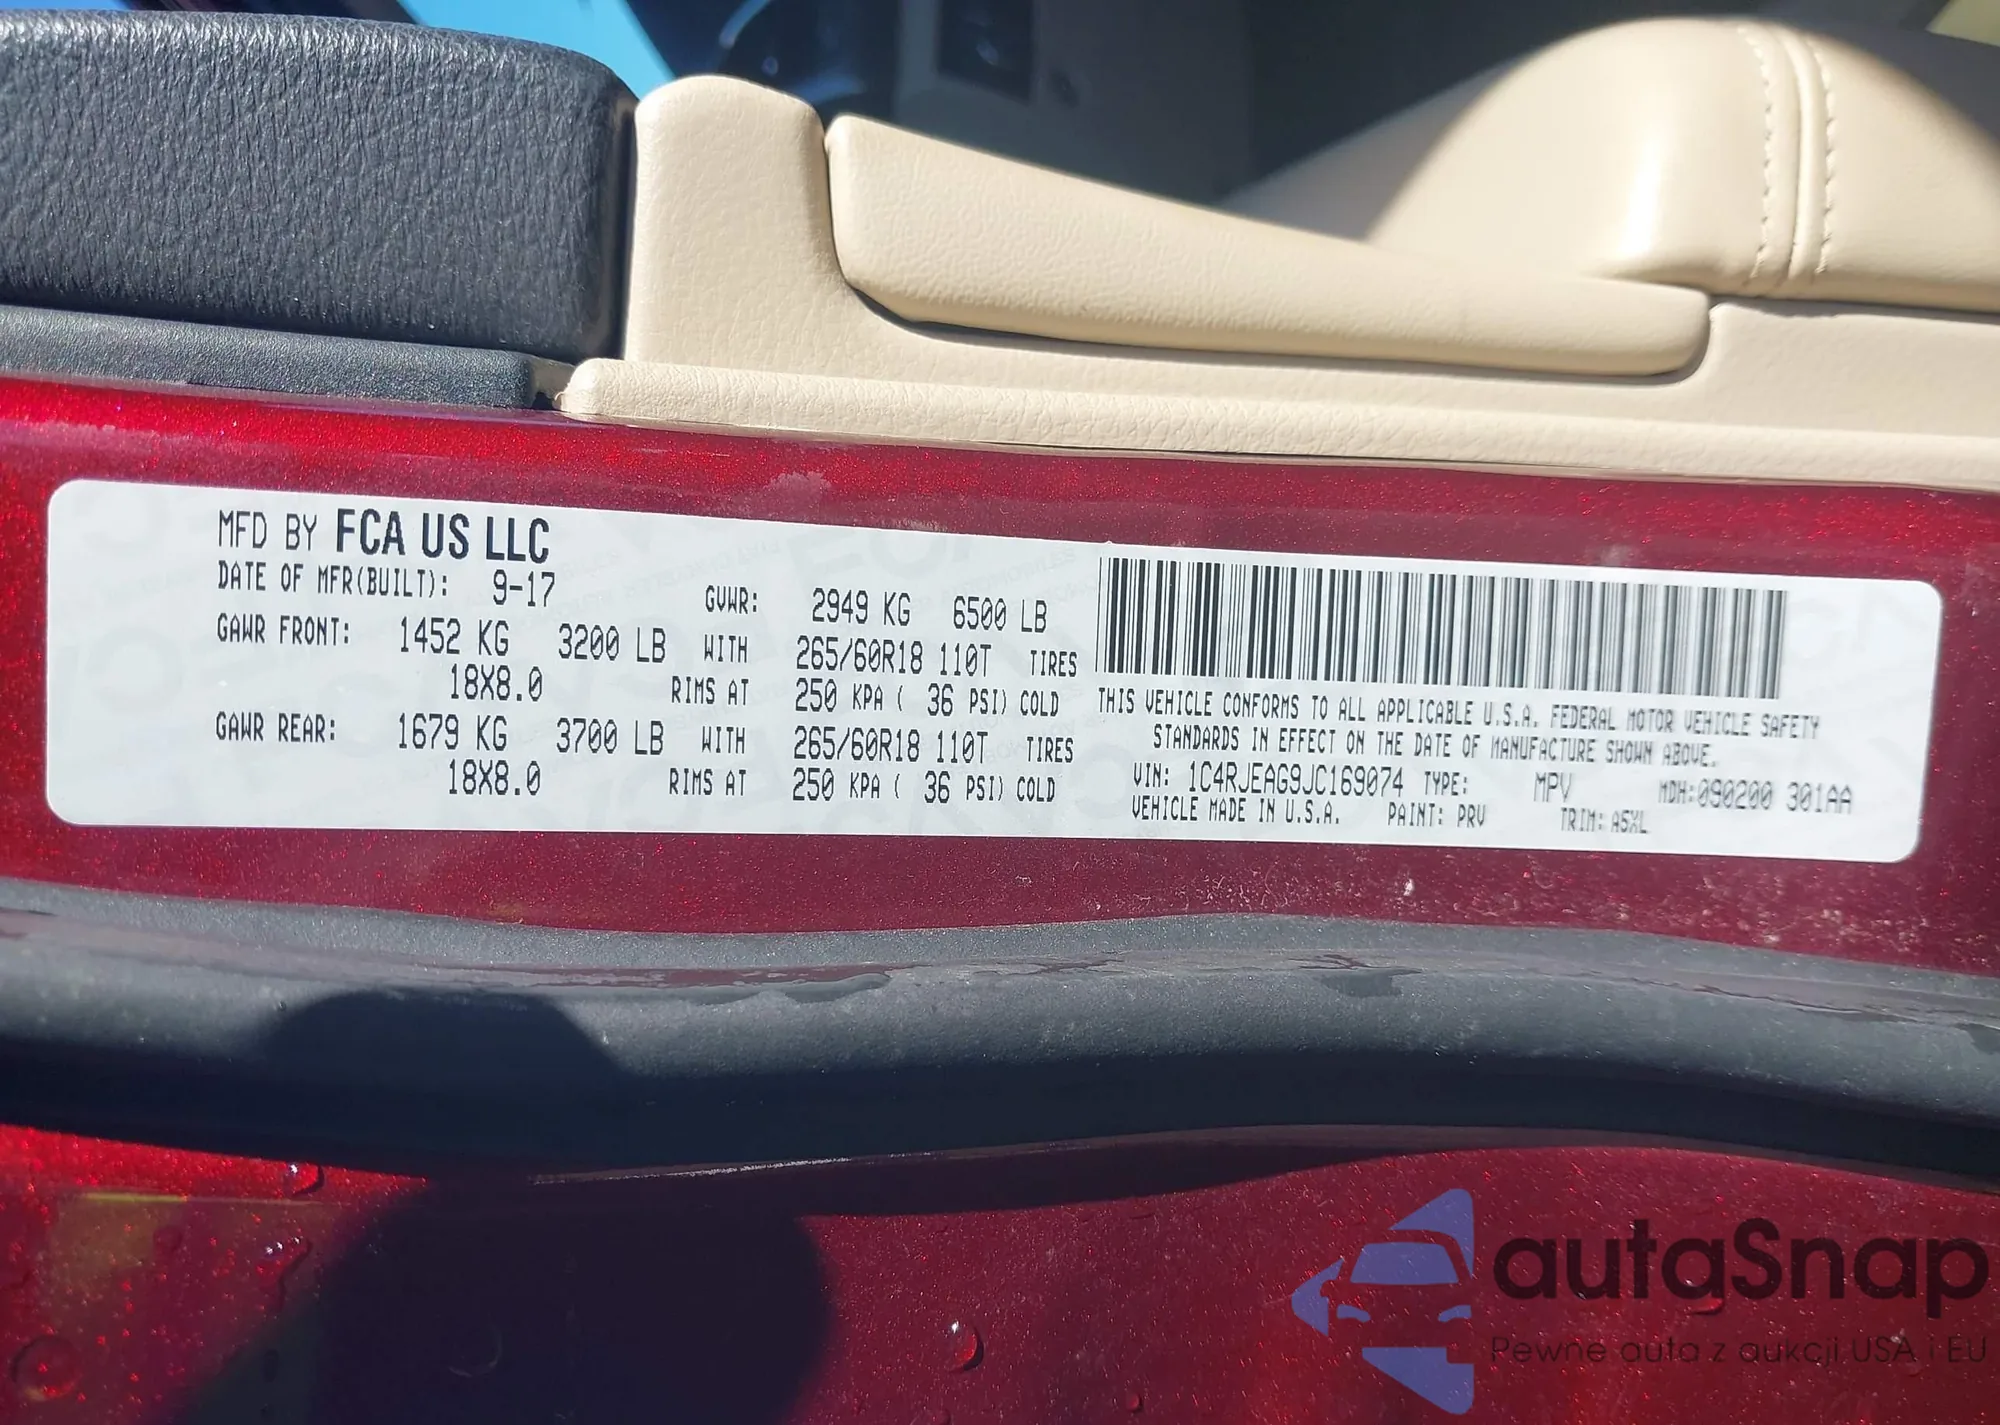 MFD BY FCA US LLC
DATE OF MFR(BUILT): 9-17 GVWR: 2949 KG 6500 LB
GAWR FRONT: 1452 KG 3200 LB WITH 265/60R18 110T TIRES
18X8.0 RIMS AT 250 KPA ( 36 PSI) COLD
GAWR REAR: 1679 KG 3700 LB WITH 265/60R18 110T TIRES
18X8.0 RIMS AT 250 KPA ( 36 PSI) COLD
THIS VEHICLE CONFORMS TO ALL APPLICABLE U.S.A. FEDERAL MOTOR VEHICLE SAFETY
STANDARDS IN EFFECT ON THE DATE OF MANUFACTURE SHOWN ABOVE.
VIN: 1C4RJEAG9JC169074 TYPE: MPV MDH:090200 301AA
VEHICLE MADE IN U.S.A. PAINT: PRV TRIM: A5XL
autaSnap
Pewne auta z aukcji USA i EU